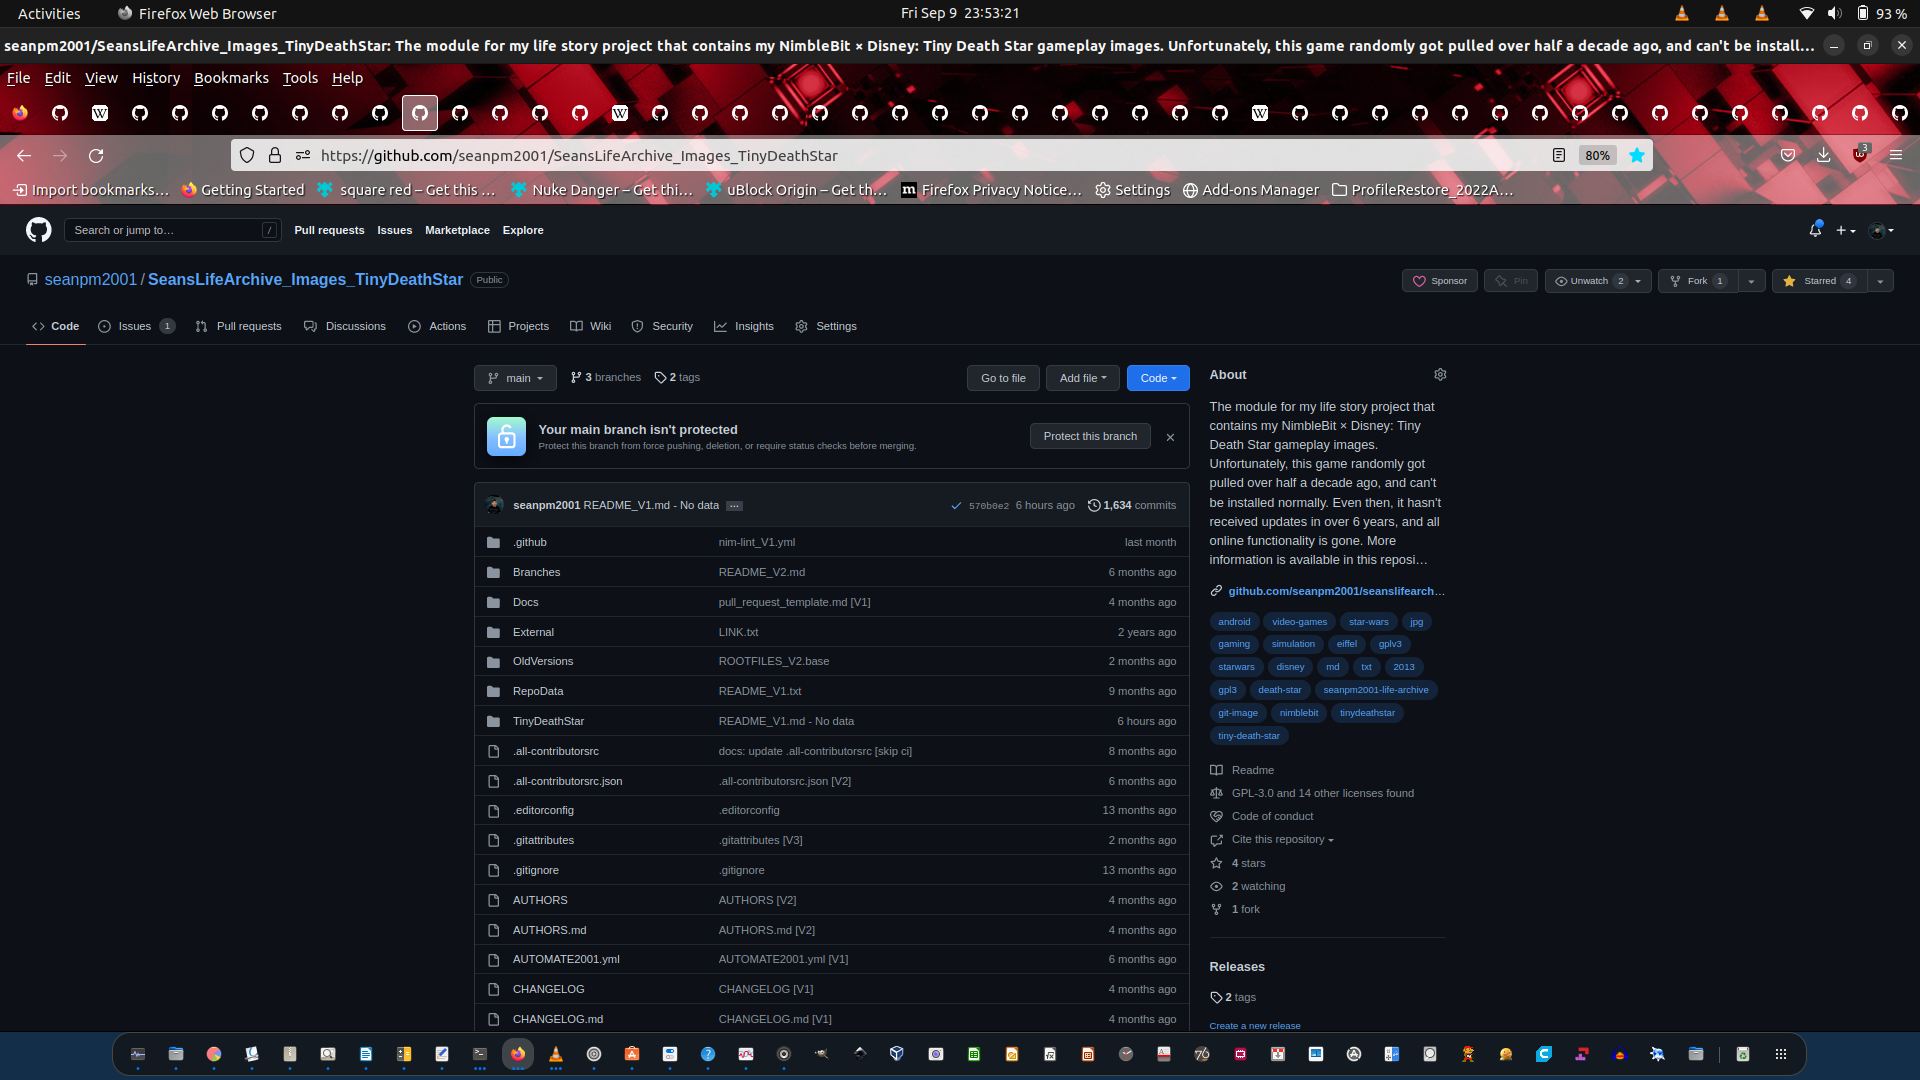 Activities Firefox Web Browser Fri Sep 9 23:53:21 93 %
seanpm2001/SeansLifeArchive_Images_TinyDeathStar: The module for my life story project that contains my NimbleBit × Disney: Tiny Death Star gameplay images. Unfortunately, this game randomly got pulled over half a decade ago, and can't be install…
File Edit View History Bookmarks Tools Help
https://github.com/seanpm2001/SeansLifeArchive_Images_TinyDeathStar 80% 3
Import bookmarks… Getting Started square red – Get this … Nuke Danger – Get thi… uBlock Origin – Get th… Firefox Privacy Notice… Settings Add-ons Manager ProfileRestore_2022A…
Search or jump to… / Pull requests Issues Marketplace Explore
seanpm2001 / SeansLifeArchive_Images_TinyDeathStar Public Sponsor Pin Unwatch 2 Fork 1 Starred 4
Code Issues 1 Pull requests Discussions Actions Projects Wiki Security Insights Settings
main 3 branches 2 tags Go to file Add file Code
Your main branch isn't protected
Protect this branch from force pushing, deletion, or require status checks before merging.
Protect this branch
seanpm2001 README_V1.md - No data … 570b0e2 6 hours ago 1,634 commits
.github nim-lint_V1.yml last month
Branches README_V2.md 6 months ago
Docs pull_request_template.md [V1] 4 months ago
External LINK.txt 2 years ago
OldVersions ROOTFILES_V2.base 2 months ago
RepoData README_V1.txt 9 months ago
TinyDeathStar README_V1.md - No data 6 hours ago
.all-contributorsrc docs: update .all-contributorsrc [skip ci] 8 months ago
.all-contributorsrc.json .all-contributorsrc.json [V2] 6 months ago
.editorconfig .editorconfig 13 months ago
.gitattributes .gitattributes [V3] 2 months ago
.gitignore .gitignore 13 months ago
AUTHORS AUTHORS [V2] 4 months ago
AUTHORS.md AUTHORS.md [V2] 4 months ago
AUTOMATE2001.yml AUTOMATE2001.yml [V1] 6 months ago
CHANGELOG CHANGELOG [V1] 4 months ago
CHANGELOG.md CHANGELOG.md [V1] 4 months ago
About
The module for my life story project that
contains my NimbleBit × Disney: Tiny
Death Star gameplay images.
Unfortunately, this game randomly got
pulled over half a decade ago, and can't
be installed normally. Even then, it hasn't
received updates in over 6 years, and all
online functionality is gone. More
information is available in this reposi…
github.com/seanpm2001/seanslifearch…
android video-games star-wars jpg
gaming simulation eiffel gplv3
starwars disney md txt 2013
gpl3 death-star seanpm2001-life-archive
git-image nimblebit tinydeathstar
tiny-death-star
Readme
GPL-3.0 and 14 other licenses found
Code of conduct
Cite this repository
4 stars
2 watching
1 fork
Releases
2 tags
Create a new release